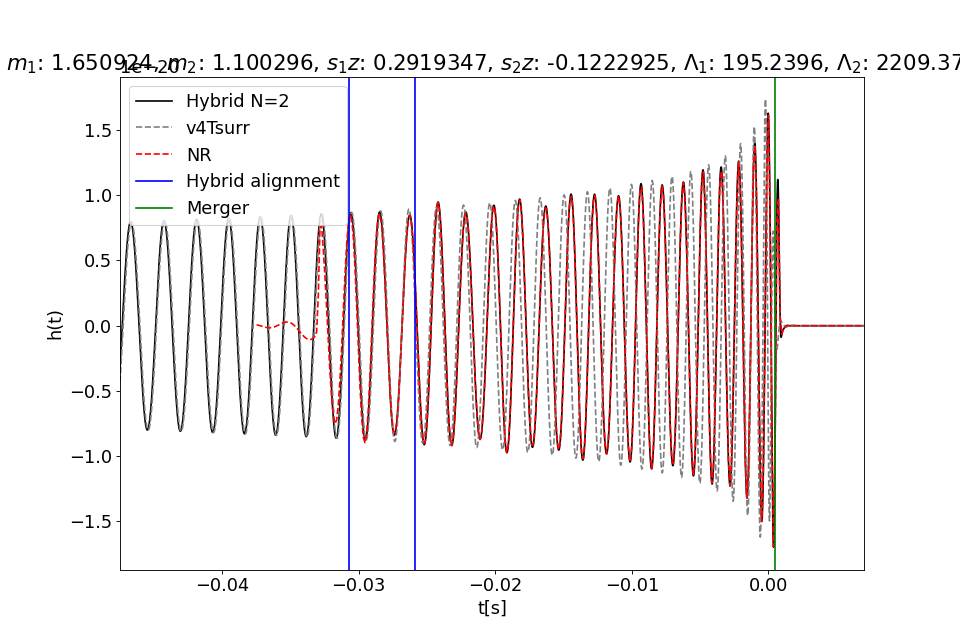 m₁: 1.650924, m₂: 1.100296, s₁z: 0.2919347, s₂z: -0.1222925, Λ₁: 195.2396, Λ₂: 2209.37
1e−20
Hybrid N=2
v4Tsurr
NR
Hybrid alignment
Merger
1.5
1.0
0.5
0.0
−0.5
−1.0
−1.5
h(t)
−0.04
−0.03
−0.02
−0.01
0.00
t[s]